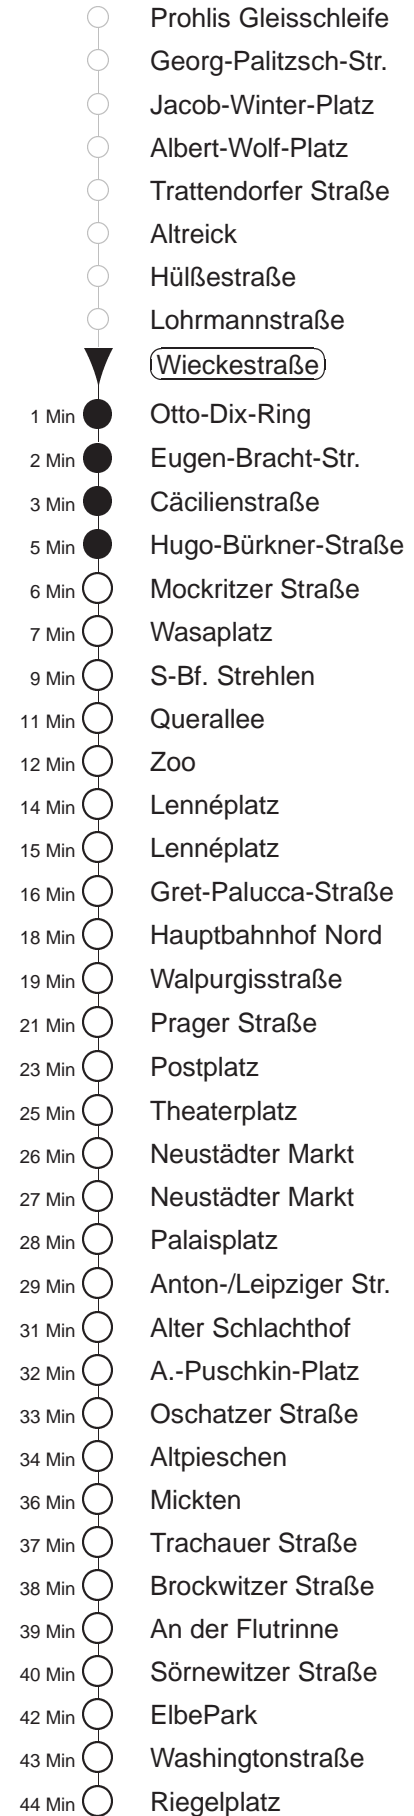 Prohlis Gleisschleife
Georg-Palitzsch-Str.
Jacob-Winter-Platz
Albert-Wolf-Platz
Trattendorfer Straße
Altreick
Hülßestraße
Lohrmannstraße
Wieckestraße
1 Min Otto-Dix-Ring
2 Min Eugen-Bracht-Str.
3 Min Cäcilienstraße
5 Min Hugo-Bürkner-Straße
6 Min Mockritzer Straße
7 Min Wasaplatz
9 Min S-Bf. Strehlen
11 Min Querallee
12 Min Zoo
14 Min Lennéplatz
15 Min Lennéplatz
16 Min Gret-Palucca-Straße
18 Min Hauptbahnhof Nord
19 Min Walpurgisstraße
21 Min Prager Straße
23 Min Postplatz
25 Min Theaterplatz
26 Min Neustädter Markt
27 Min Neustädter Markt
28 Min Palaisplatz
29 Min Anton-/Leipziger Str.
31 Min Alter Schlachthof
32 Min A.-Puschkin-Platz
33 Min Oschatzer Straße
34 Min Altpieschen
36 Min Mickten
37 Min Trachauer Straße
38 Min Brockwitzer Straße
39 Min An der Flutrinne
40 Min Sörnewitzer Straße
42 Min ElbePark
43 Min Washingtonstraße
44 Min Riegelplatz